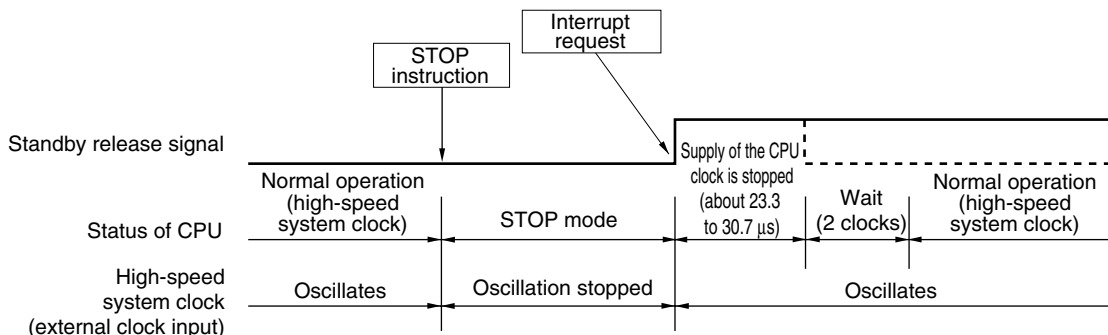 Interrupt
request
STOP
instruction
Standby release signal
Supply of the CPU
clock is stopped
(about 23.3
to 30.7 μs)
Normal operation
(high-speed
system clock)
Status of CPU
STOP mode
Wait
(2 clocks)
Normal operation
(high-speed
system clock)
High-speed
system clock
(external clock input)
Oscillates
Oscillation stopped
Oscillates